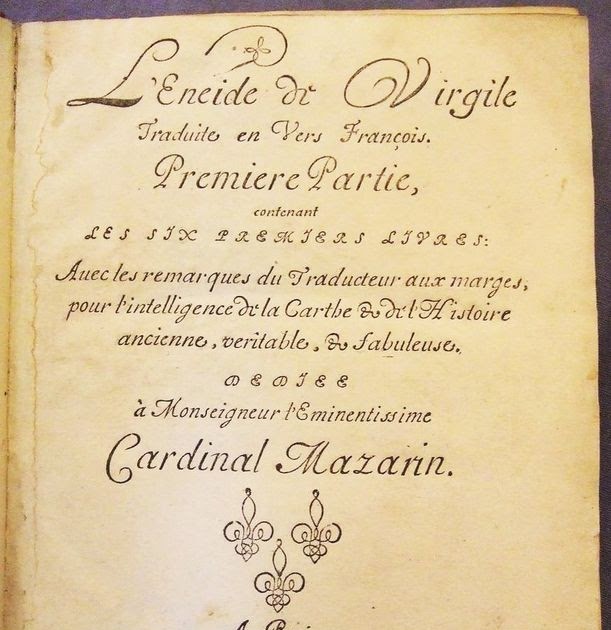 L'Eneide de Virgile
Traduite en Vers François.
Premiere Partie,
contenant
LES SIX PREMIERS LIVRES:
Auec les remarques du Traducteur aux marges,
pour l'intelligence de la Carthe & de l'Histoire
ancienne, veritable, & fabuleuse.
DEDIÉE
à Monseigneur l'Eminentissime
Cardinal Mazarin.